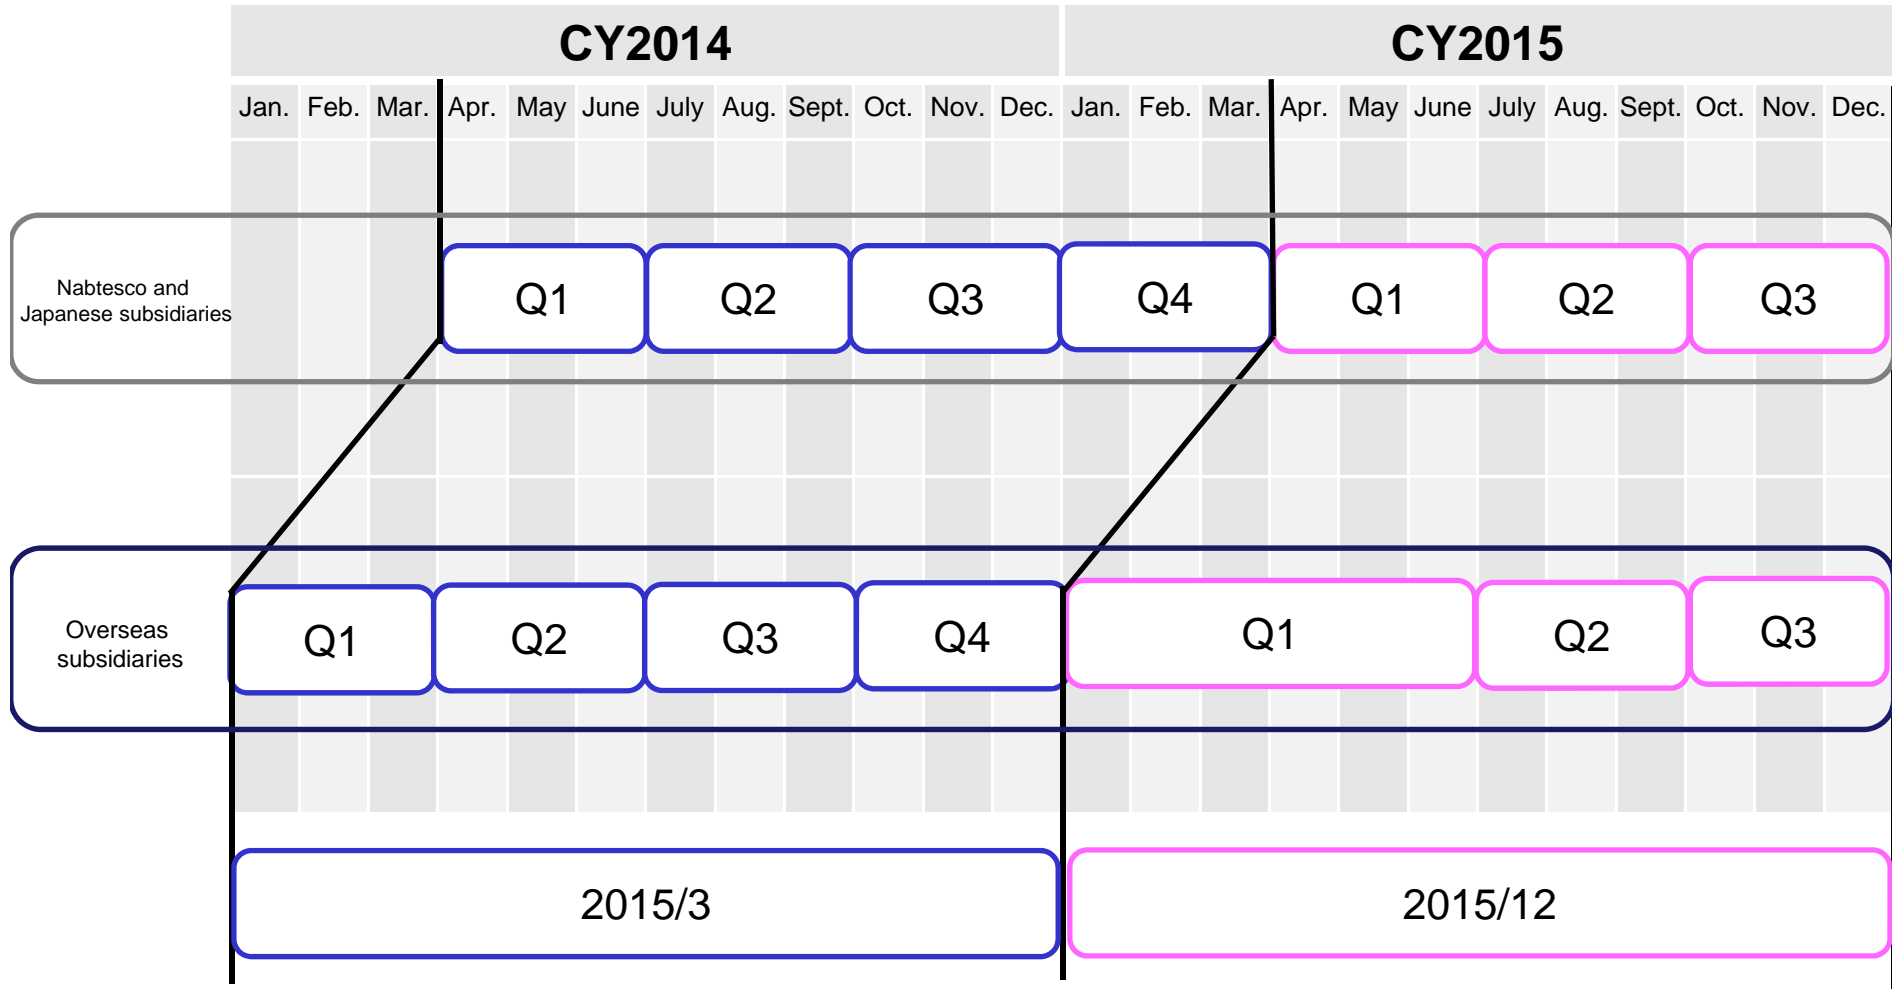 CY2014 CY2015
Jan. Feb. Mar. Apr. May June July Aug. Sept. Oct. Nov. Dec. Jan. Feb. Mar. Apr. May June July Aug. Sept. Oct. Nov. Dec.
Nabtesco and
Japanese subsidiaries
Q1 Q2 Q3 Q4 Q1 Q2 Q3
Overseas
subsidiaries
Q1 Q2 Q3 Q4 Q1 Q2 Q3
2015/3 2015/12